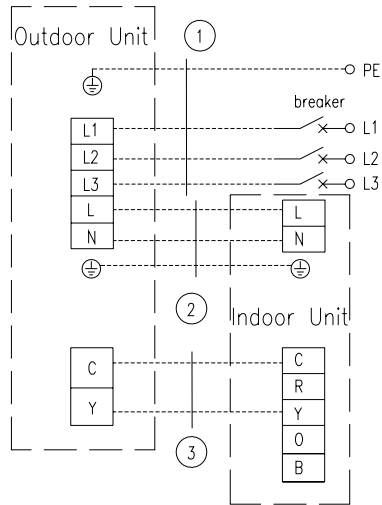 Outdoor Unit
1
PE
breaker
L1
L1
L2
L2
L3
L3
L
L
N
N
2
Indoor Unit
C
C
R
Y
Y
O
3
B